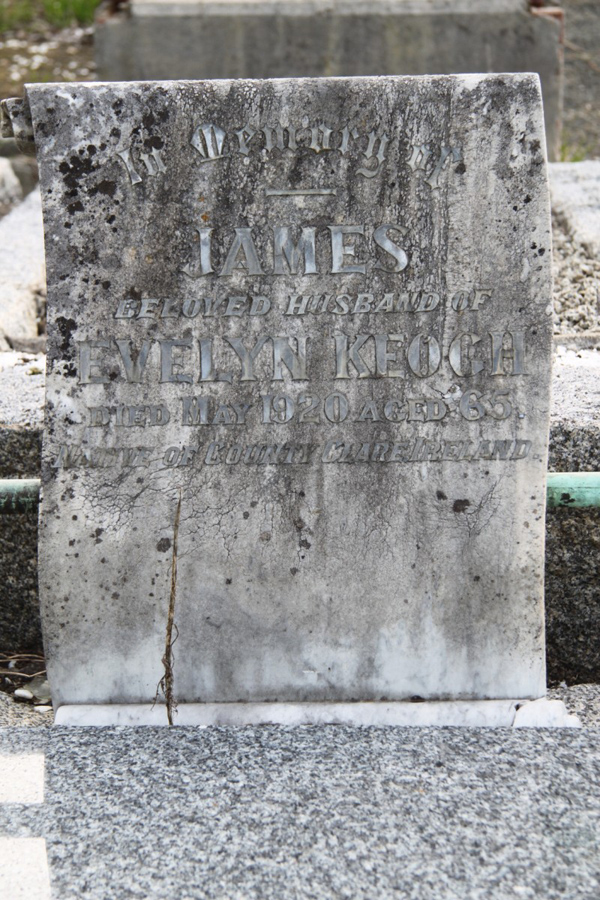 In Memory of
JAMES
BELOVED HUSBAND OF
EVELYN KEOGH
DIED MAY 1920 AGED 65.
NATIVE OF COUNTY CLARE IRELAND.